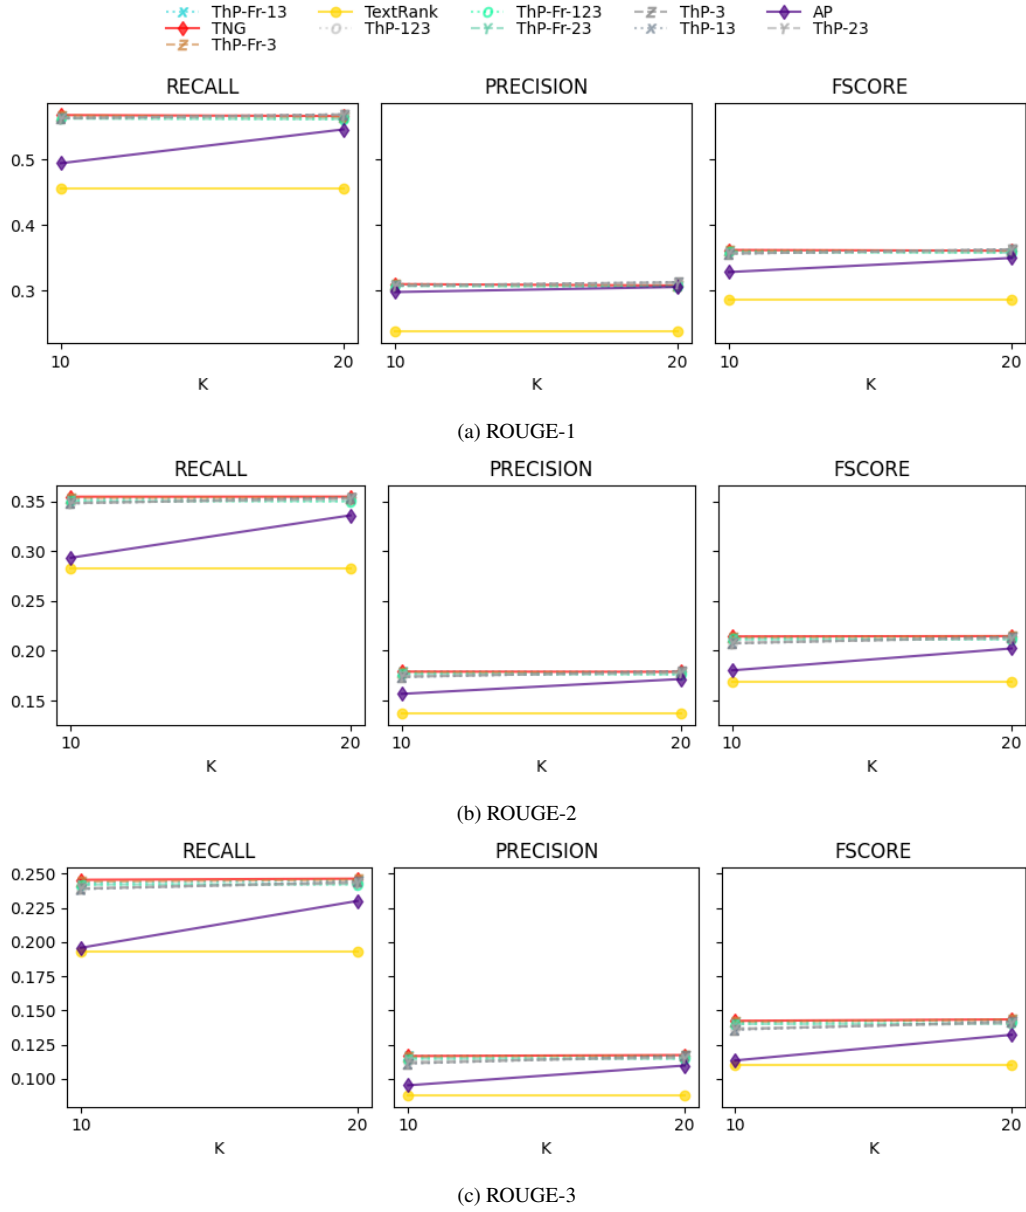 ThP-Fr-13 TextRank ThP-Fr-123 ThP-3 AP
TNG ThP-123 ThP-Fr-23 ThP-13 ThP-23
ThP-Fr-3
RECALL PRECISION FSCORE
0.5
0.4
0.3
10 20 10 20 10 20
K K K
(a) ROUGE-1
RECALL PRECISION FSCORE
0.35
0.30
0.25
0.20
0.15
10 20 10 20 10 20
K K K
(b) ROUGE-2
RECALL PRECISION FSCORE
0.250
0.225
0.200
0.175
0.150
0.125
0.100
10 20 10 20 10 20
K K K
(c) ROUGE-3